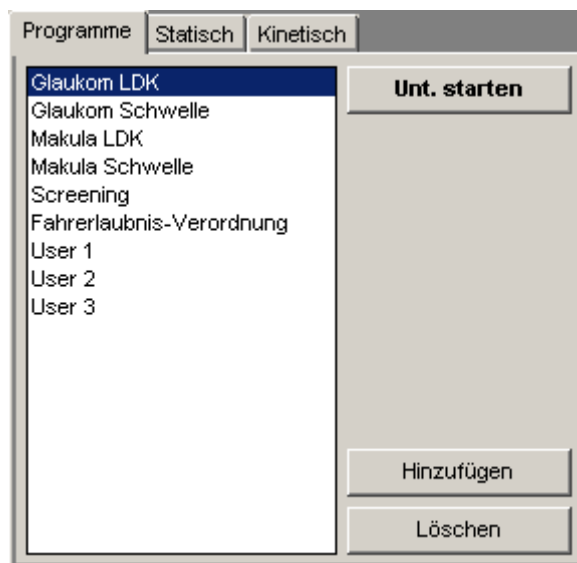 Programme Statisch Kinetisch
Glaukom LDK
Glaukom Schwelle
Makula LDK
Makula Schwelle
Screening
Fahrerlaubnis-Verordnung
User 1
User 2
User 3
Unt. starten
Hinzufügen
Löschen